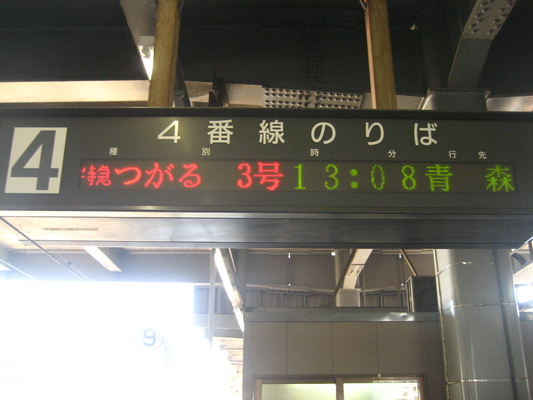 4
4番線のりば
種別 時分 行先
特急つがる 3号 13:08 青森
9